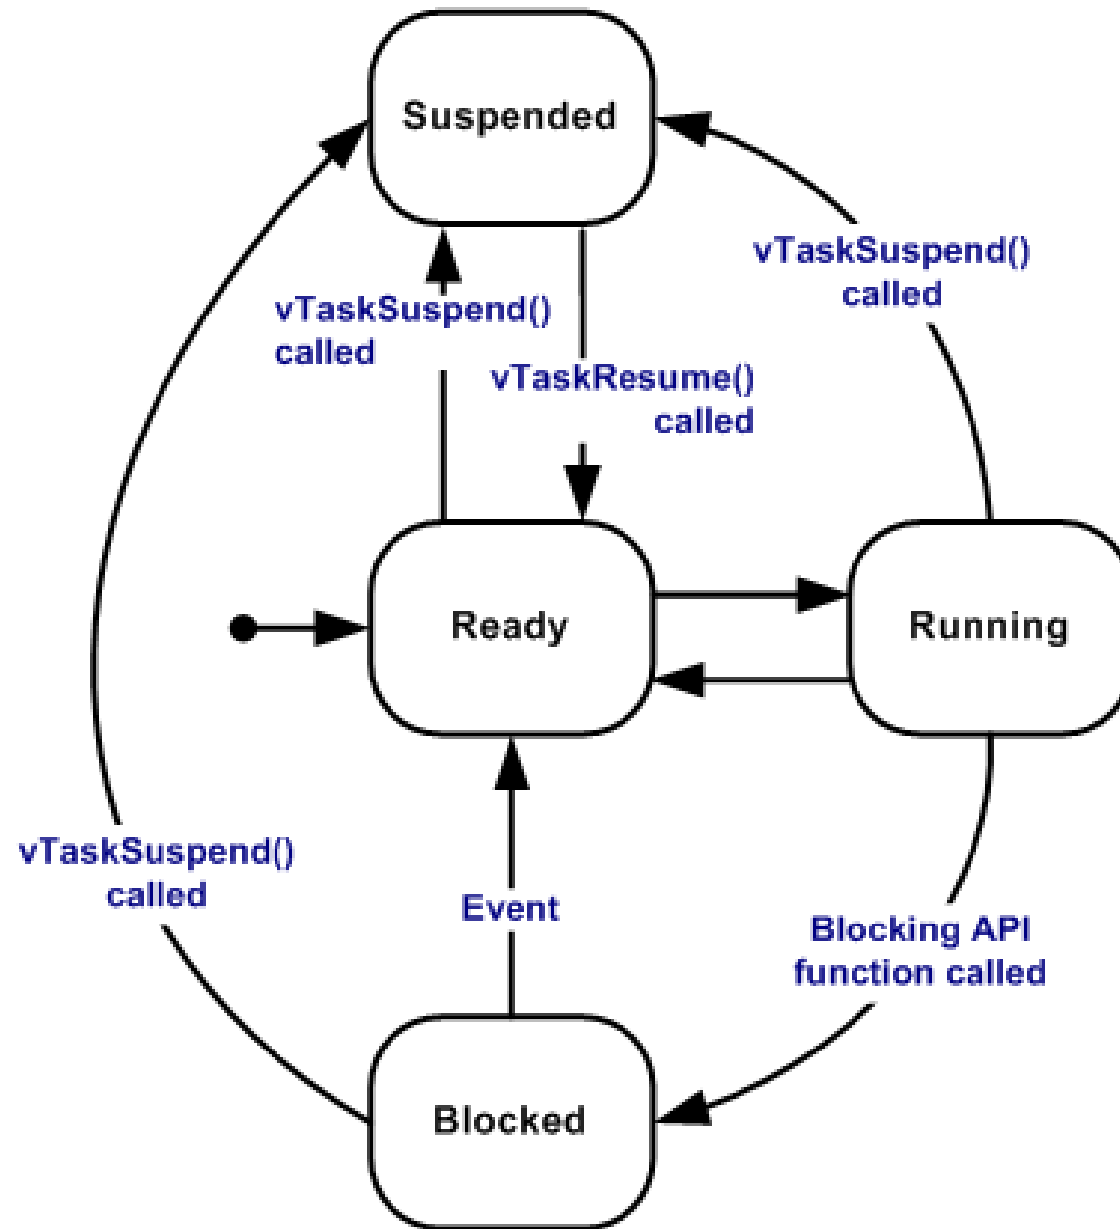 Suspended
vTaskSuspend()
called
vTaskSuspend()
called
vTaskResume()
called
Ready
Running
vTaskSuspend()
called
Event
Blocking API
function called
Blocked